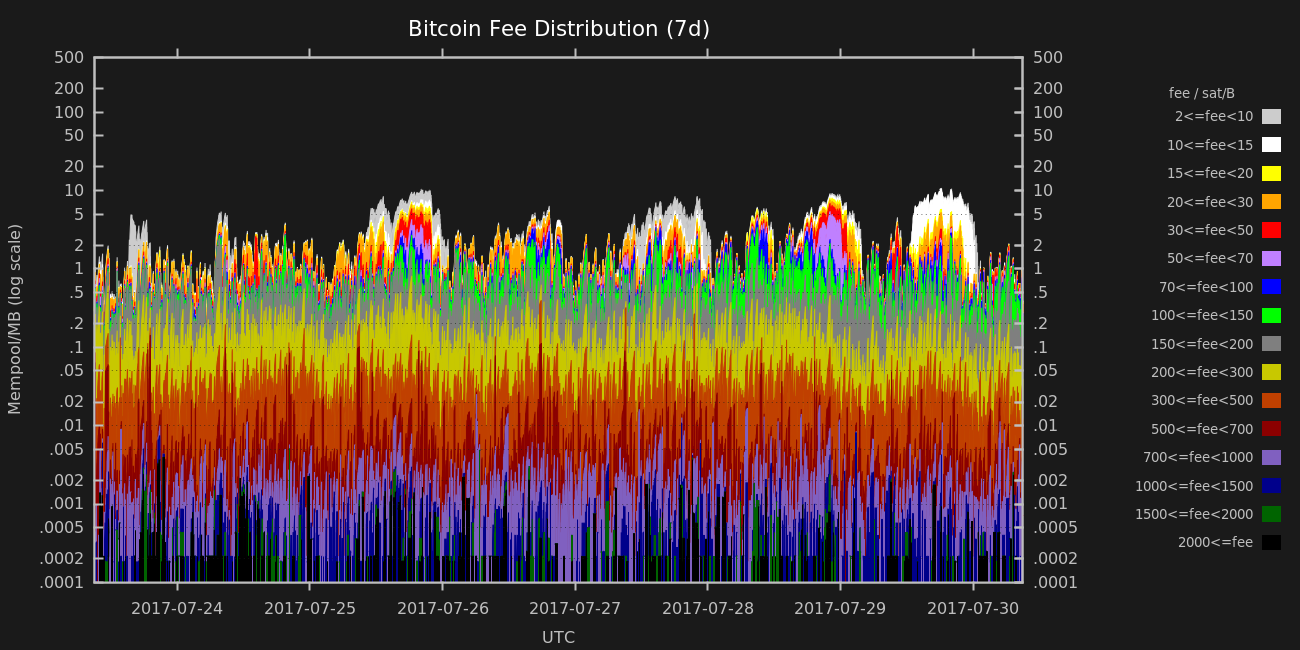 Bitcoin Fee Distribution (7d)
Mempool/MB (log scale)
500
200
100
50
20
10
5
2
1
.5
.2
.1
.05
.02
.01
.005
.002
.001
.0005
.0002
.0001
500
200
100
50
20
10
5
2
1
.5
.2
.1
.05
.02
.01
.005
.002
.001
.0005
.0002
.0001
2017-07-24 2017-07-25 2017-07-26 2017-07-27 2017-07-28 2017-07-29 2017-07-30
UTC
fee / sat/B
2<=fee<10
10<=fee<15
15<=fee<20
20<=fee<30
30<=fee<50
50<=fee<70
70<=fee<100
100<=fee<150
150<=fee<200
200<=fee<300
300<=fee<500
500<=fee<700
700<=fee<1000
1000<=fee<1500
1500<=fee<2000
2000<=fee